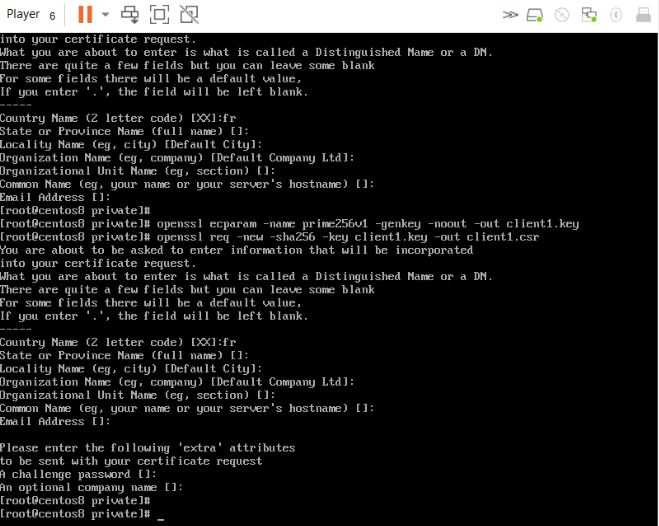 Player 6
into your certificate request.
What you are about to enter is what is called a Distinguished Name or a DN.
There are quite a few fields but you can leave some blank
For some fields there will be a default value,
If you enter '.', the field will be left blank.
-----
Country Name (2 letter code) [XX]:fr
State or Province Name (full name) []:
Locality Name (eg, city) [Default City]:
Organization Name (eg, company) [Default Company Ltd]:
Organizational Unit Name (eg, section) []:
Common Name (eg, your name or your server's hostname) []:
Email Address []:
[root@centos8 private]#
[root@centos8 private]# openssl ecparam -name prime256v1 -genkey -noout -out client1.key
[root@centos8 private]# openssl req -new -sha256 -key client1.key -out client1.csr
You are about to be asked to enter information that will be incorporated
into your certificate request.
What you are about to enter is what is called a Distinguished Name or a DN.
There are quite a few fields but you can leave some blank
For some fields there will be a default value,
If you enter '.', the field will be left blank.
-----
Country Name (2 letter code) [XX]:fr
State or Province Name (full name) []:
Locality Name (eg, city) [Default City]:
Organization Name (eg, company) [Default Company Ltd]:
Organizational Unit Name (eg, section) []:
Common Name (eg, your name or your server's hostname) []:
Email Address []:

Please enter the following 'extra' attributes
to be sent with your certificate request
A challenge password []:
An optional company name []:
[root@centos8 private]#
[root@centos8 private]# _